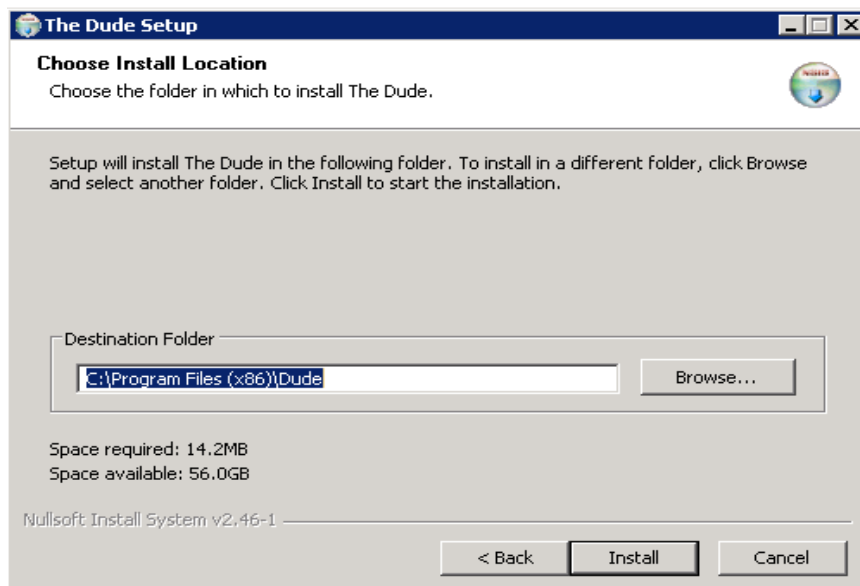 The Dude Setup
Choose Install Location
Choose the folder in which to install The Dude.
Setup will install The Dude in the following folder. To install in a different folder, click Browse
and select another folder. Click Install to start the installation.
Destination Folder
C:\Program Files (x86)\Dude
Browse...
Space required: 14.2MB
Space available: 56.0GB
Nullsoft Install System v2.46-1
< Back
Install
Cancel